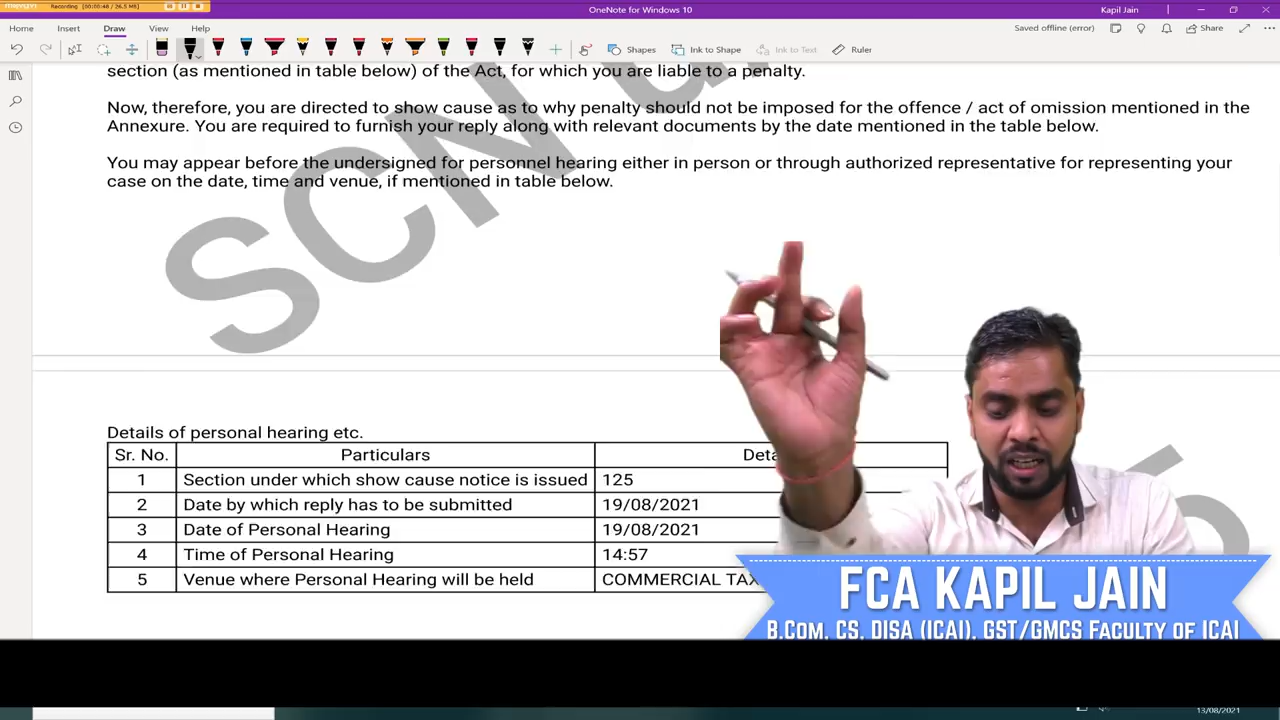 Recording [00:00:48 / 26.5 MB]
OneNote for Windows 10
Kapil Jain
Home Insert Draw View Help
Saved offline (error)
Share
Shapes
Ink to Shape
Ink to Text
Ruler
section (as mentioned in table below) of the Act, for which you are liable to a penalty.
Now, therefore, you are directed to show cause as to why penalty should not be imposed for the offence / act of omission mentioned in the
Annexure. You are required to furnish your reply along with relevant documents by the date mentioned in the table below.
You may appear before the undersigned for personnel hearing either in person or through authorized representative for representing your
case on the date, time and venue, if mentioned in table below.
SCN
Details of personal hearing etc.
Sr. No. Particulars
1 Section under which show cause notice is issued 125
2 Date by which reply has to be submitted 19/08/2021
3 Date of Personal Hearing 19/08/2021
4 Time of Personal Hearing 14:57
5 Venue where Personal Hearing will be held COMMERCIAL TAX
FCA KAPIL JAIN
B.Com, CS, DISA (ICAI), GST/GMCS Faculty of ICAI
13/08/2021